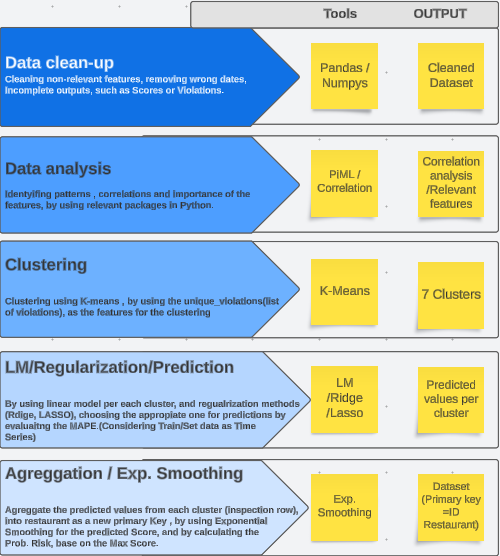 Tools OUTPUT
Data clean-up
Cleaning non-relevant features, removing wrong dates,
Incomplete outputs, such as Scores or Violations.
Pandas /
Numpys
Cleaned
Dataset
Data analysis
Identyifing patterns , correlations and importance of the
features, by using relevant packages in Python.
PiML /
Correlation
Correlation
analysis
/Relevant
features
Clustering
Clustering using K-means , by using the unique_violations(list
of violations), as the features for the clustering
K-Means
7 Clusters
LM/Regularization/Prediction
By using linear model per each cluster, and regualrization methods
(Rdige, LASSO), choosing the appropiate one for predictions by
evaluaitng the MAPE.(Considering Train/Set data as Time
Series)
LM
/Ridge
/Lasso
Predicted
values per
cluster
Agreggation / Exp. Smoothing
Agreggate the predicted values from each cluster (inspection row),
into restaurant as a new primary Key , by using Exponential
Smoothing for the predicted Score, and by calculating the
Prob. Risk, base on the Max Score.
Exp.
Smoothing
Dataset
(Primary key
=ID
Restaurant)